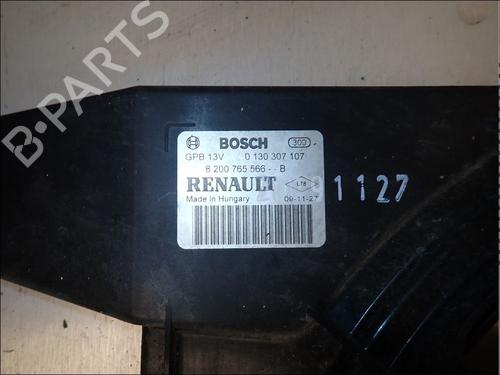 BOSCH 300
GPB 13V 0 130 307 107
8 200 765 566 - B
RENAULT L78
Made in Hungary 09-11-27
1127
B-PARTS